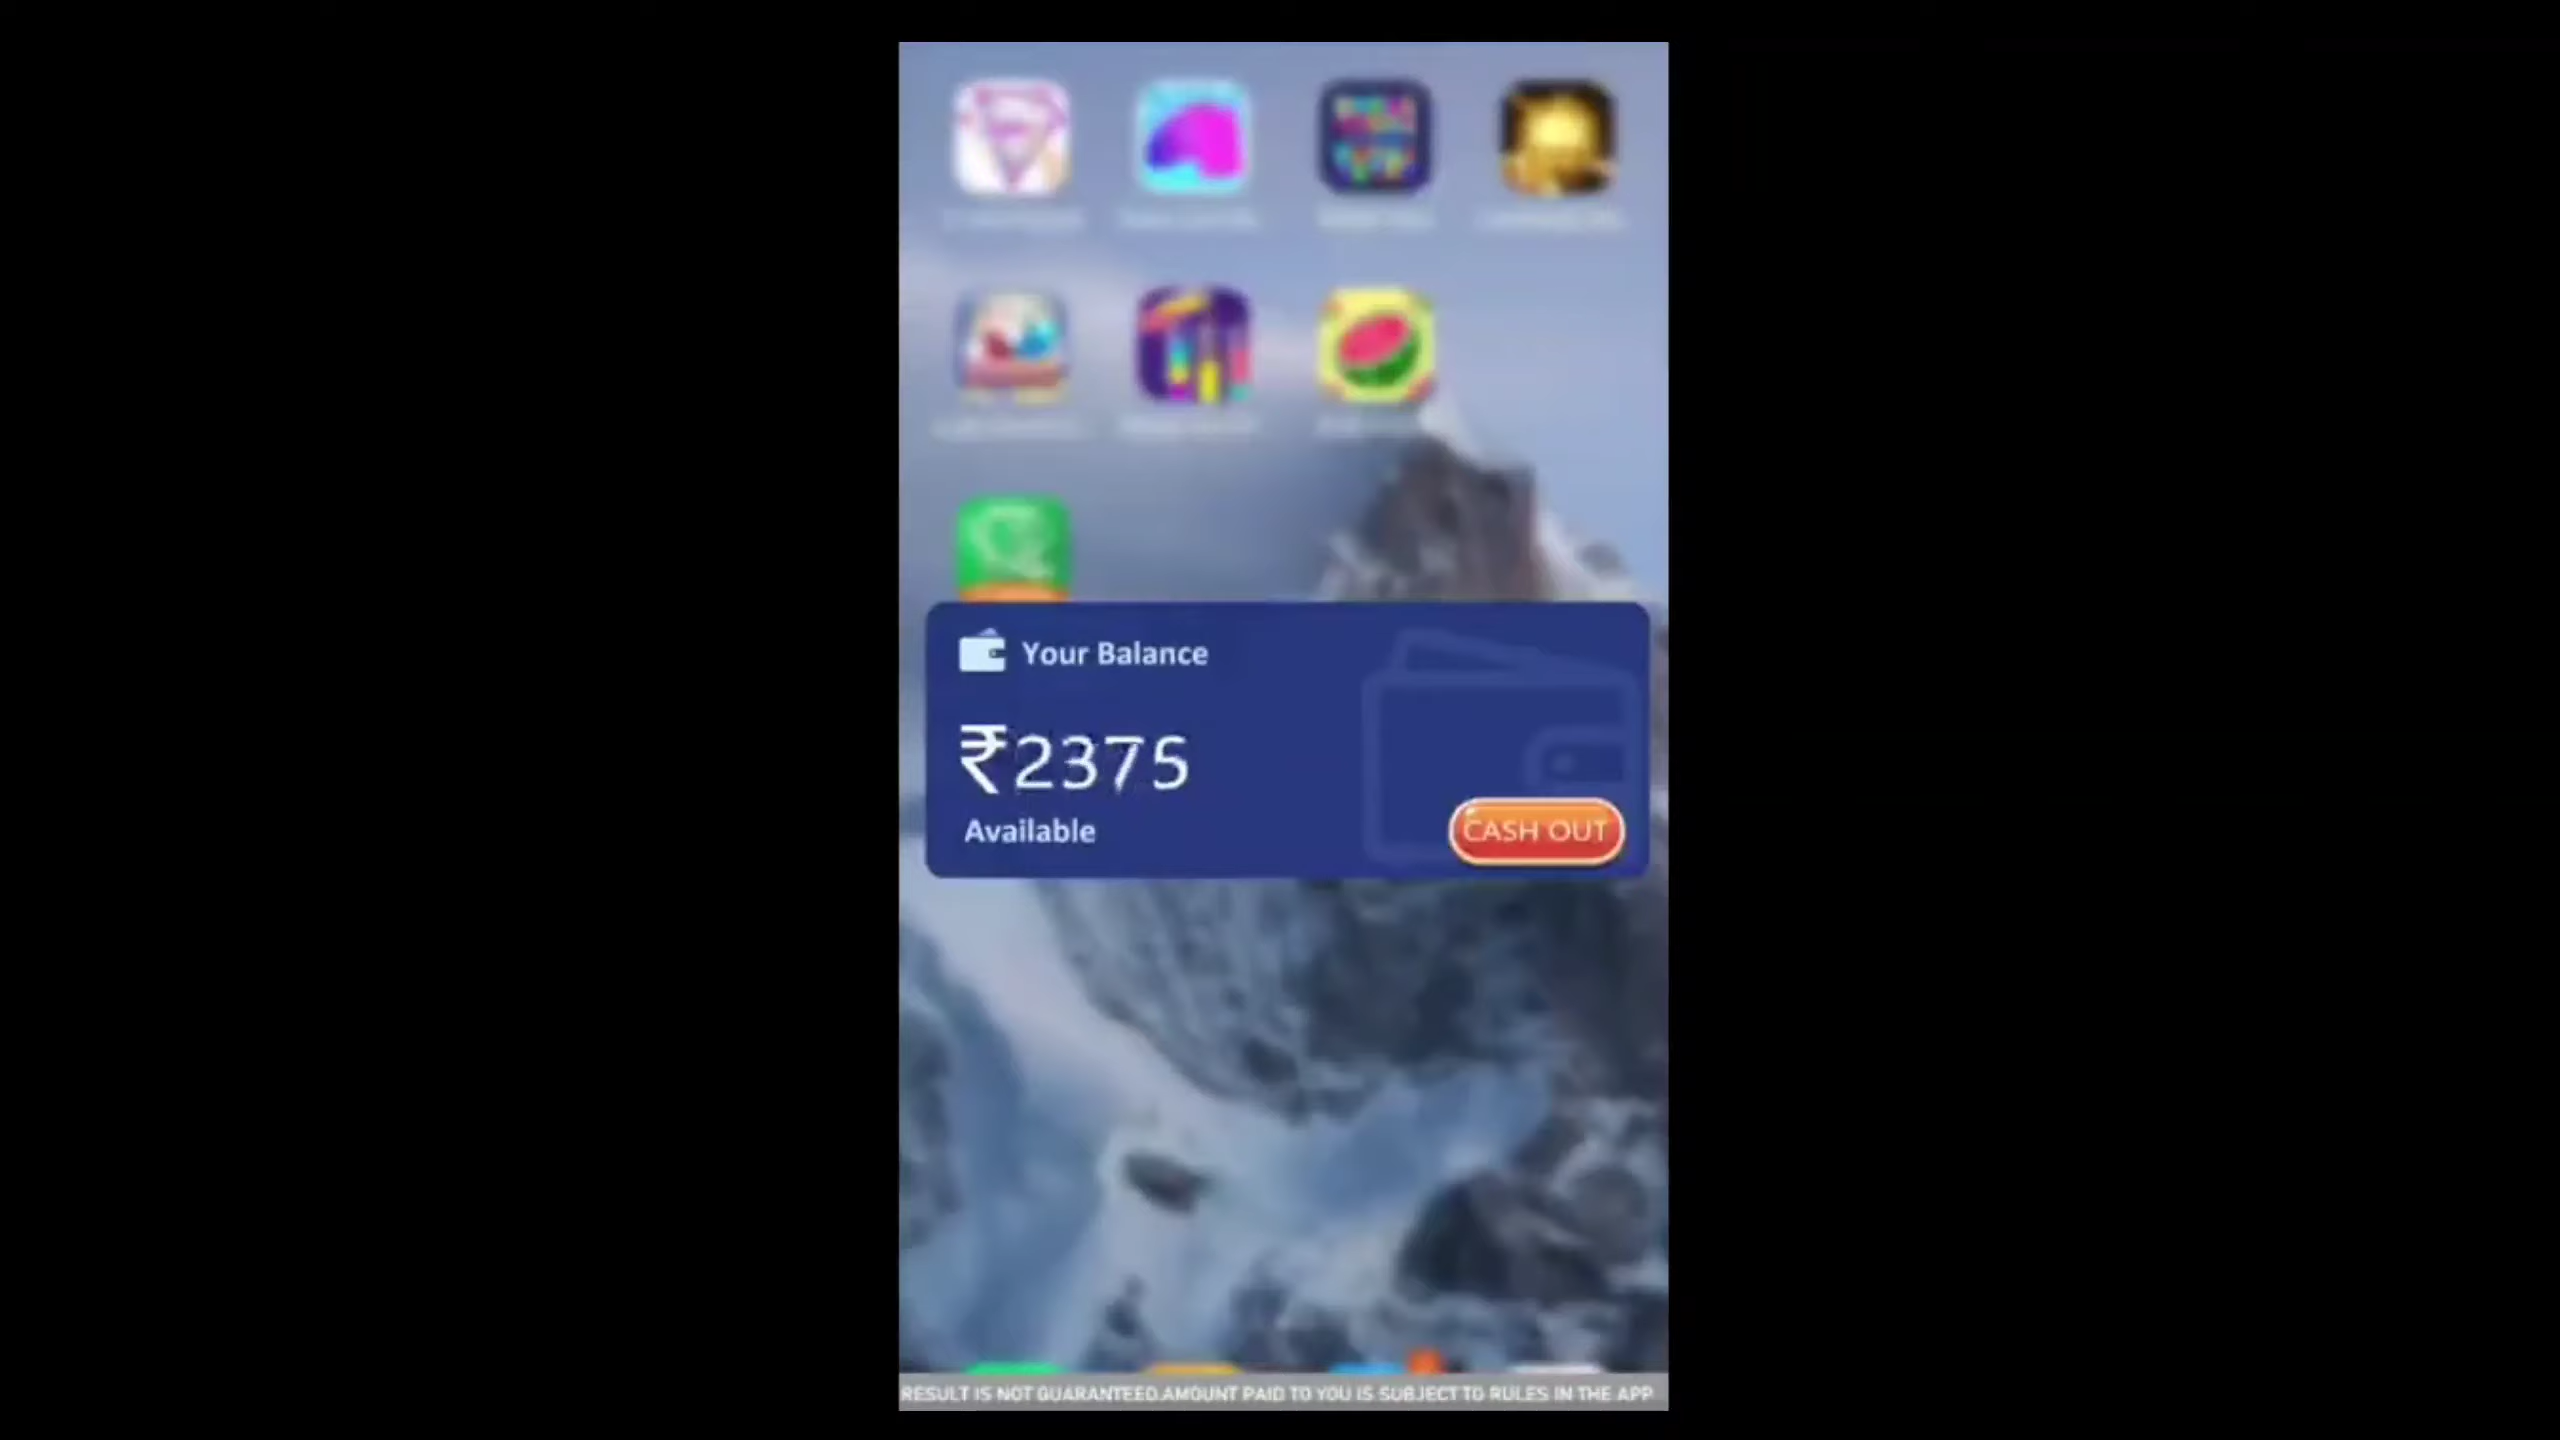 Your Balance
₹2375
Available
CASH OUT
RESULT IS NOT GUARANTEED.AMOUNT PAID TO YOU IS SUBJECT TO RULES IN THE APP